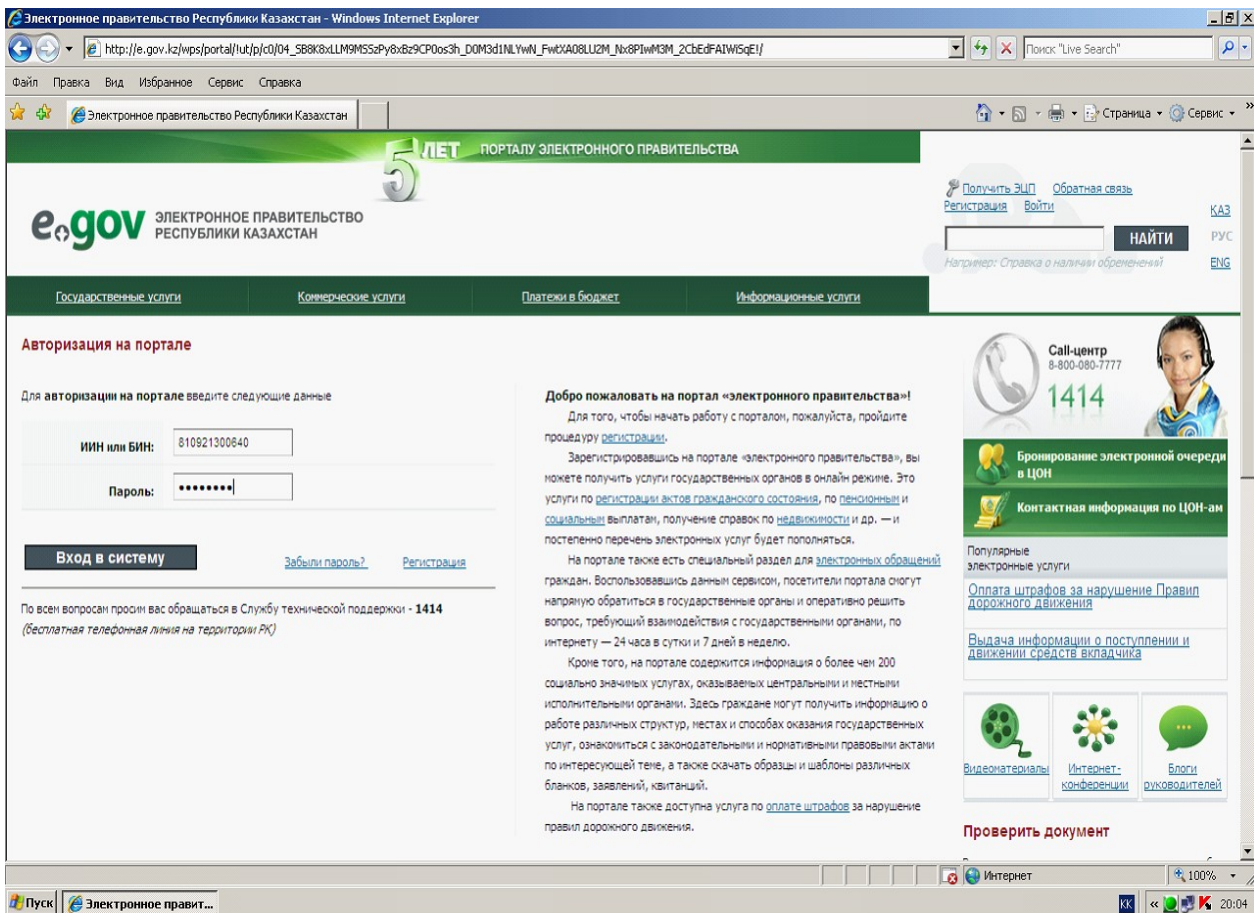 Электронное правительство Республики Казахстан - Windows Internet Explorer
http://e.gov.kz/wps/portal/!ut/p/c0/04_SB8K8xLLM9MSSzPy8xBz9CP0os3h_D0M3d1NLYwN_FwtXA08LU2M_Nx8PIwM3M_2CbEdFAIWiSqE!/
Поиск "Live Search"
Файл Правка Вид Избранное Сервис Справка
Электронное правительство Республики Казахстан
Страница Сервис
5 ЛЕТ ПОРТАЛУ ЭЛЕКТРОННОГО ПРАВИТЕЛЬСТВА
Получить ЭЦП Обратная связь
Регистрация Войти
ҚАЗ
e.gov ЭЛЕКТРОННОЕ ПРАВИТЕЛЬСТВО
РЕСПУБЛИКИ КАЗАХСТАН
НАЙТИ
РУС
Например: Справка о наличии обременений
ENG
Государственные услуги Коммерческие услуги Платежи в бюджет Информационные услуги
Авторизация на портале
Для авторизации на портале введите следующие данные
ИИН или БИН: 810921300640
Пароль: ••••••••
Вход в систему Забыли пароль? Регистрация
По всем вопросам просим вас обращаться в Службу технической поддержки - 1414
(бесплатная телефонная линия на территории РК)
Добро пожаловать на портал «электронного правительства»!
Для того, чтобы начать работу с порталом, пожалуйста, пройдите
процедуру регистрации.
Зарегистрировавшись на портале «электронного правительства», вы
можете получить услуги государственных органов в онлайн режиме. Это
услуги по регистрации актов гражданского состояния, по пенсионным и
социальным выплатам, получение справок по недвижимости и др. — и
постепенно перечень электронных услуг будет пополняться.
На портале также есть специальный раздел для электронных обращений
граждан. Воспользовавшись данным сервисом, посетители портала смогут
напрямую обратиться в государственные органы и оперативно решить
вопрос, требующий взаимодействия с государственными органами, по
интернету — 24 часа в сутки и 7 дней в неделю.
Кроме того, на портале содержится информация о более чем 200
социально значимых услугах, оказываемых центральными и местными
исполнительными органами. Здесь граждане могут получить информацию о
работе различных структур, местах и способах оказания государственных
услуг, ознакомиться с законодательными и нормативными правовыми актами
по интересующей теме, а также скачать образцы и шаблоны различных
бланков, заявлений, квитанций.
На портале также доступна услуга по оплате штрафов за нарушение
правил дорожного движения.
Call-центр
8-800-080-7777
1414
Бронирование электронной очереди
в ЦОН
Контактная информация по ЦОН-ам
Популярные
электронные услуги
Оплата штрафов за нарушение Правил
дорожного движения
Выдача информации о поступлении и
движении средств вкладчика
Видеоматериалы Интернет-
конференции Блоги
руководителей
Проверить документ
Интернет 100%
Пуск Электронное правит... KK 20:04